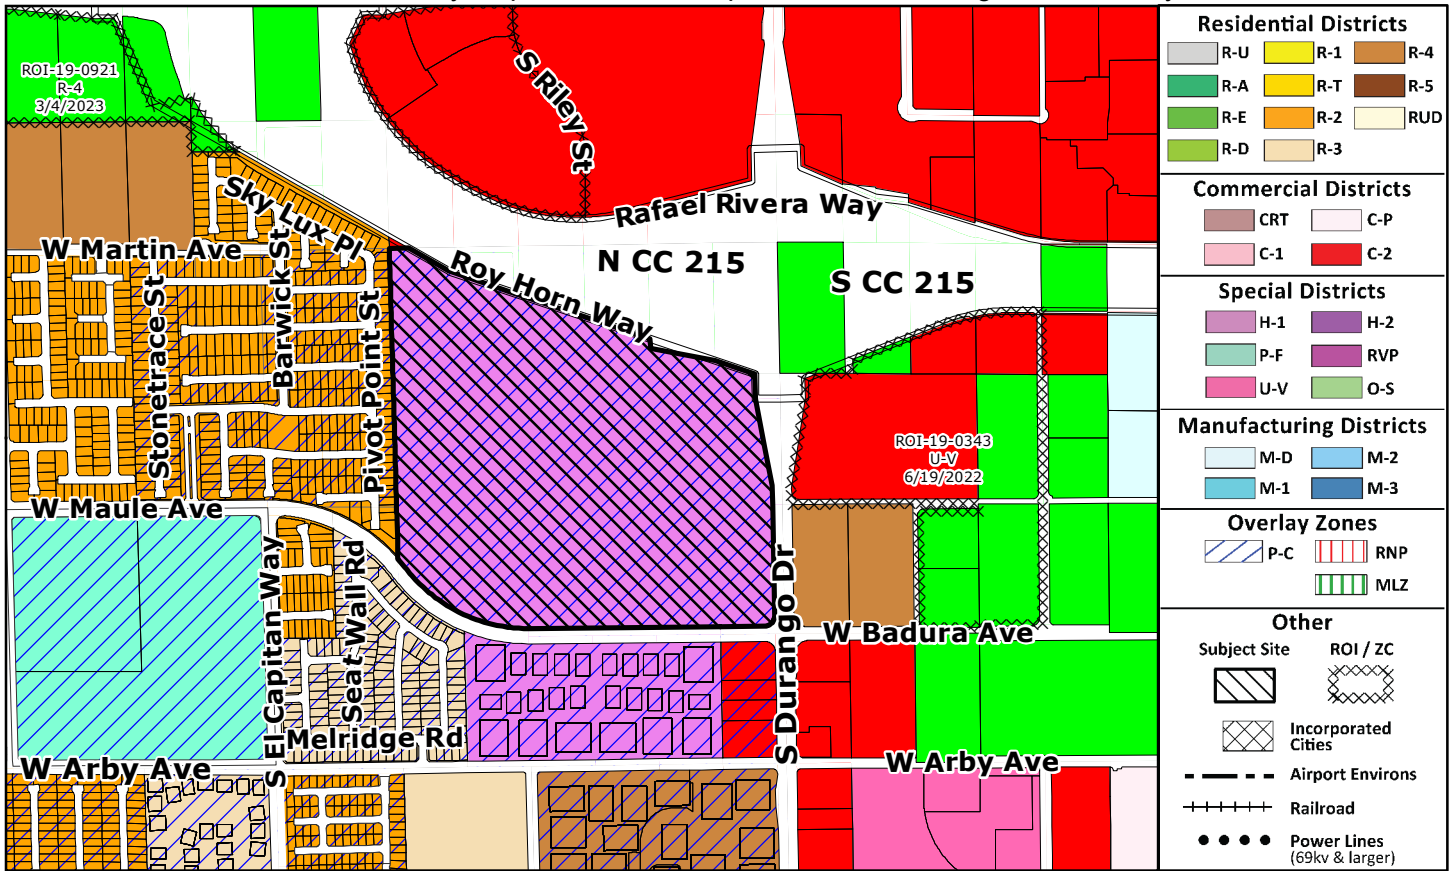 ROI-19-0921
R-4
3/4/2023
S Riley St
Sky Lux Pl
Rafael Rivera Way
W Martin Ave
Roy Horn Way
N CC 215
S CC 215
Stonetrace St
Barwick St
Pivot Point St
ROI-19-0343
U-V
6/19/2022
W Maule Ave
S El Capitan Way
Seat Wall Rd
S Durango Dr
W Badura Ave
Melridge Rd
W Arby Ave
W Arby Ave
Residential Districts
R-U
R-1
R-4
R-A
R-T
R-5
R-E
R-2
RUD
R-D
R-3
Commercial Districts
CRT
C-P
C-1
C-2
Special Districts
H-1
H-2
P-F
RVP
U-V
O-S
Manufacturing Districts
M-D
M-2
M-1
M-3
Overlay Zones
P-C
RNP
MLZ
Other
Subject Site
ROI / ZC
Incorporated
Cities
Airport Environs
Railroad
Power Lines
(69kv & larger)